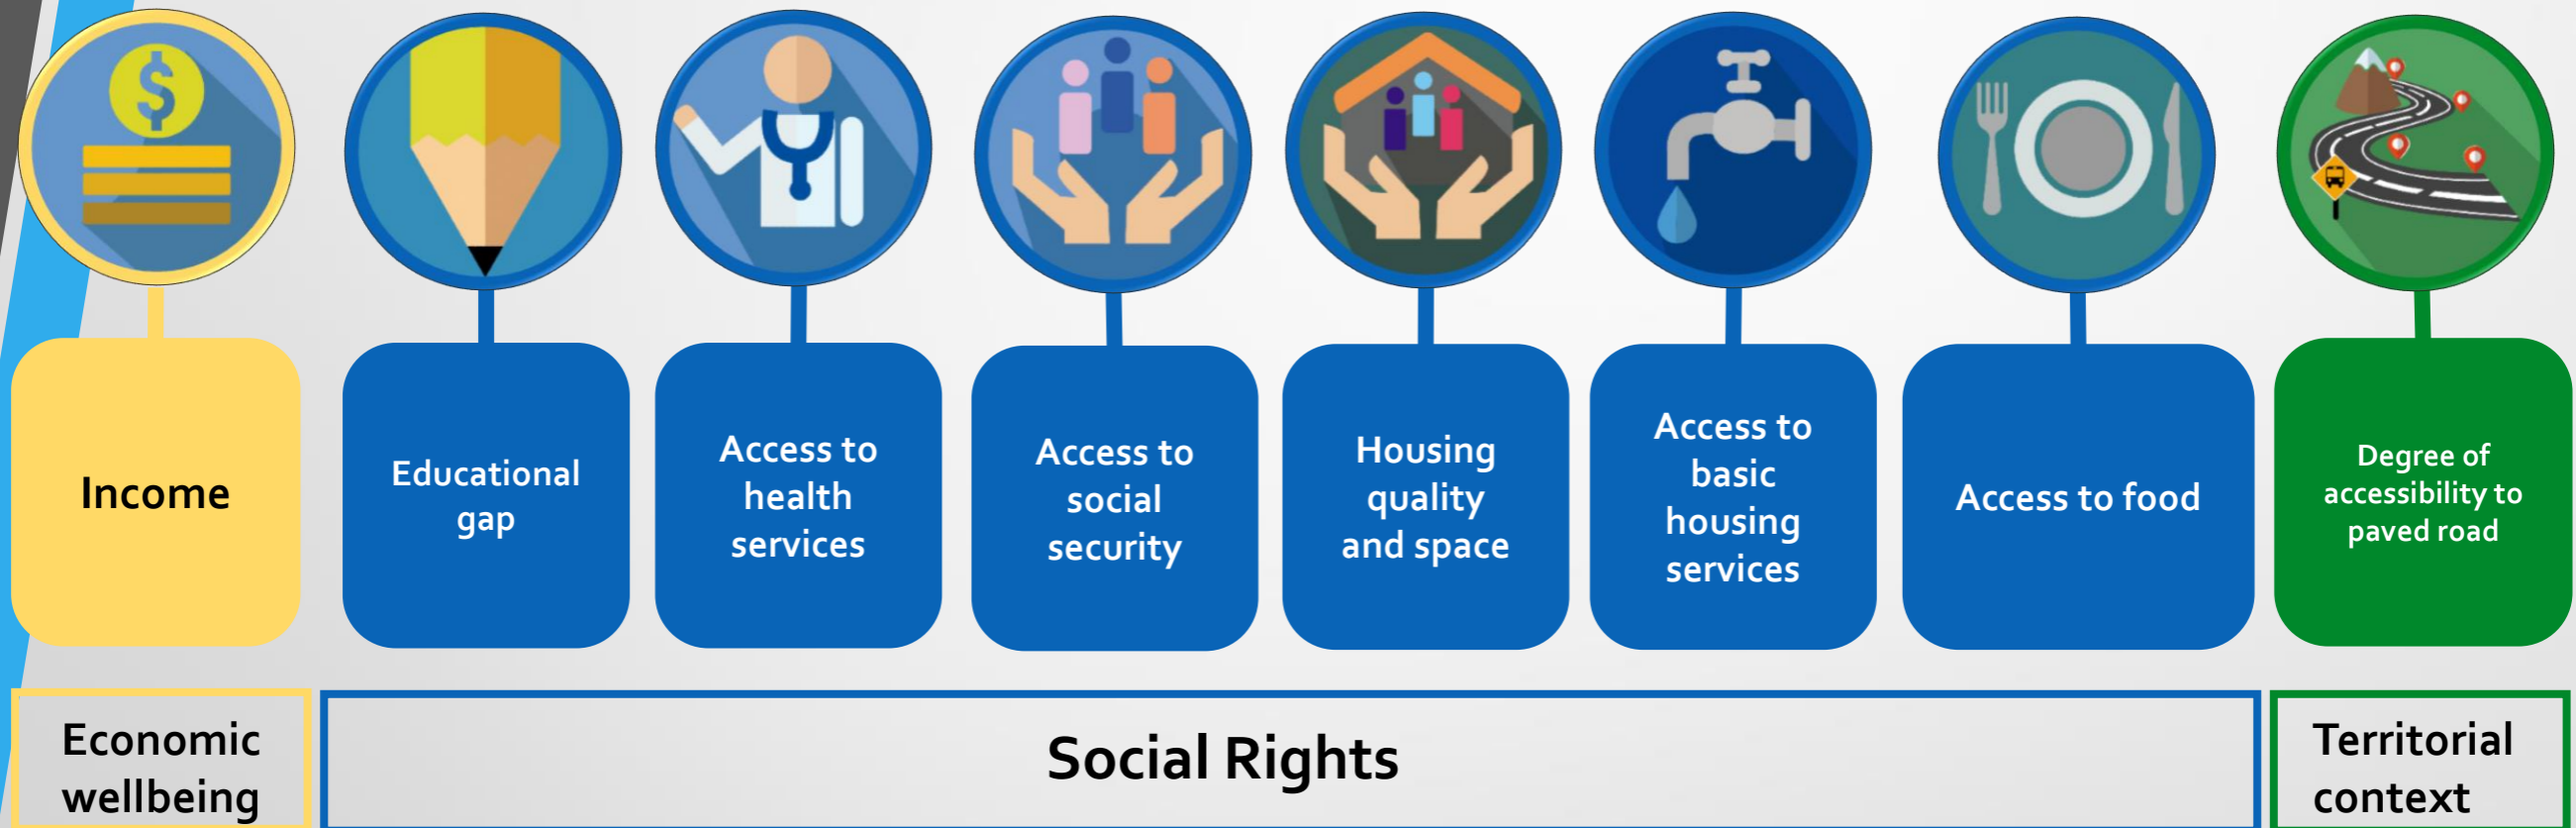 Income
Educational
gap
Access to
health
services
Access to
social
security
Housing
quality
and space
Access to
basic
housing
services
Access to food
Degree of
accessibility to
paved road
Economic
wellbeing
Social Rights
Territorial
context